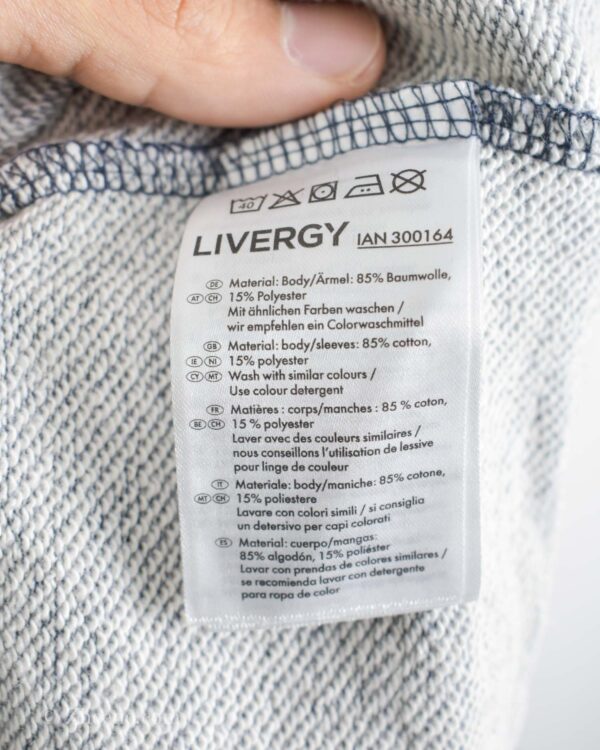 40
LIVERGY IAN 300164
DE Material: Body/Ärmel: 85% Baumwolle,
AT CH 15% Polyester
Mit ähnlichen Farben waschen /
wir empfehlen ein Colorwaschmittel
GB Material: body/sleeves: 85% cotton,
IE NI 15% polyester
CY MT Wash with similar colours /
Use colour detergent
FR Matières : corps/manches : 85 % coton,
BE CH 15 % polyester
Laver avec des couleurs similaires /
nous conseillons l'utilisation de lessive
pour linge de couleur
IT Materiale: body/maniche: 85% cotone,
MT CH 15% poliestere
Lavare con colori simili / si consiglia
un detersivo per capi colorati
ES Material: cuerpo/mangas:
85% algodón, 15% poliéster
Lavar con prendas de colores similares /
se recomienda lavar con detergente
para ropa de color